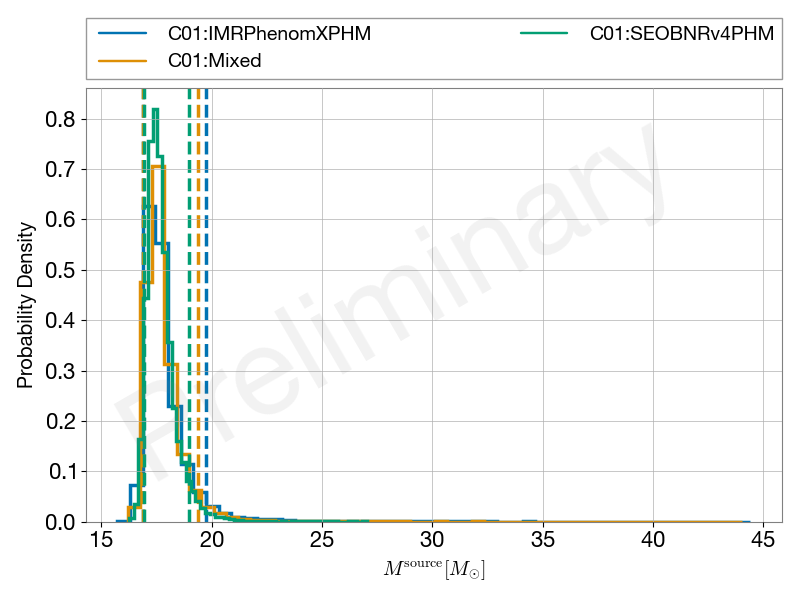 C01:IMRPhenomXPHM
C01:SEOBNRv4PHM
C01:Mixed
Preliminary
Probability Density
0.8
0.7
0.6
0.5
0.4
0.3
0.2
0.1
0.0
15 20 25 30 35 40 45
M^source [M_⊙]